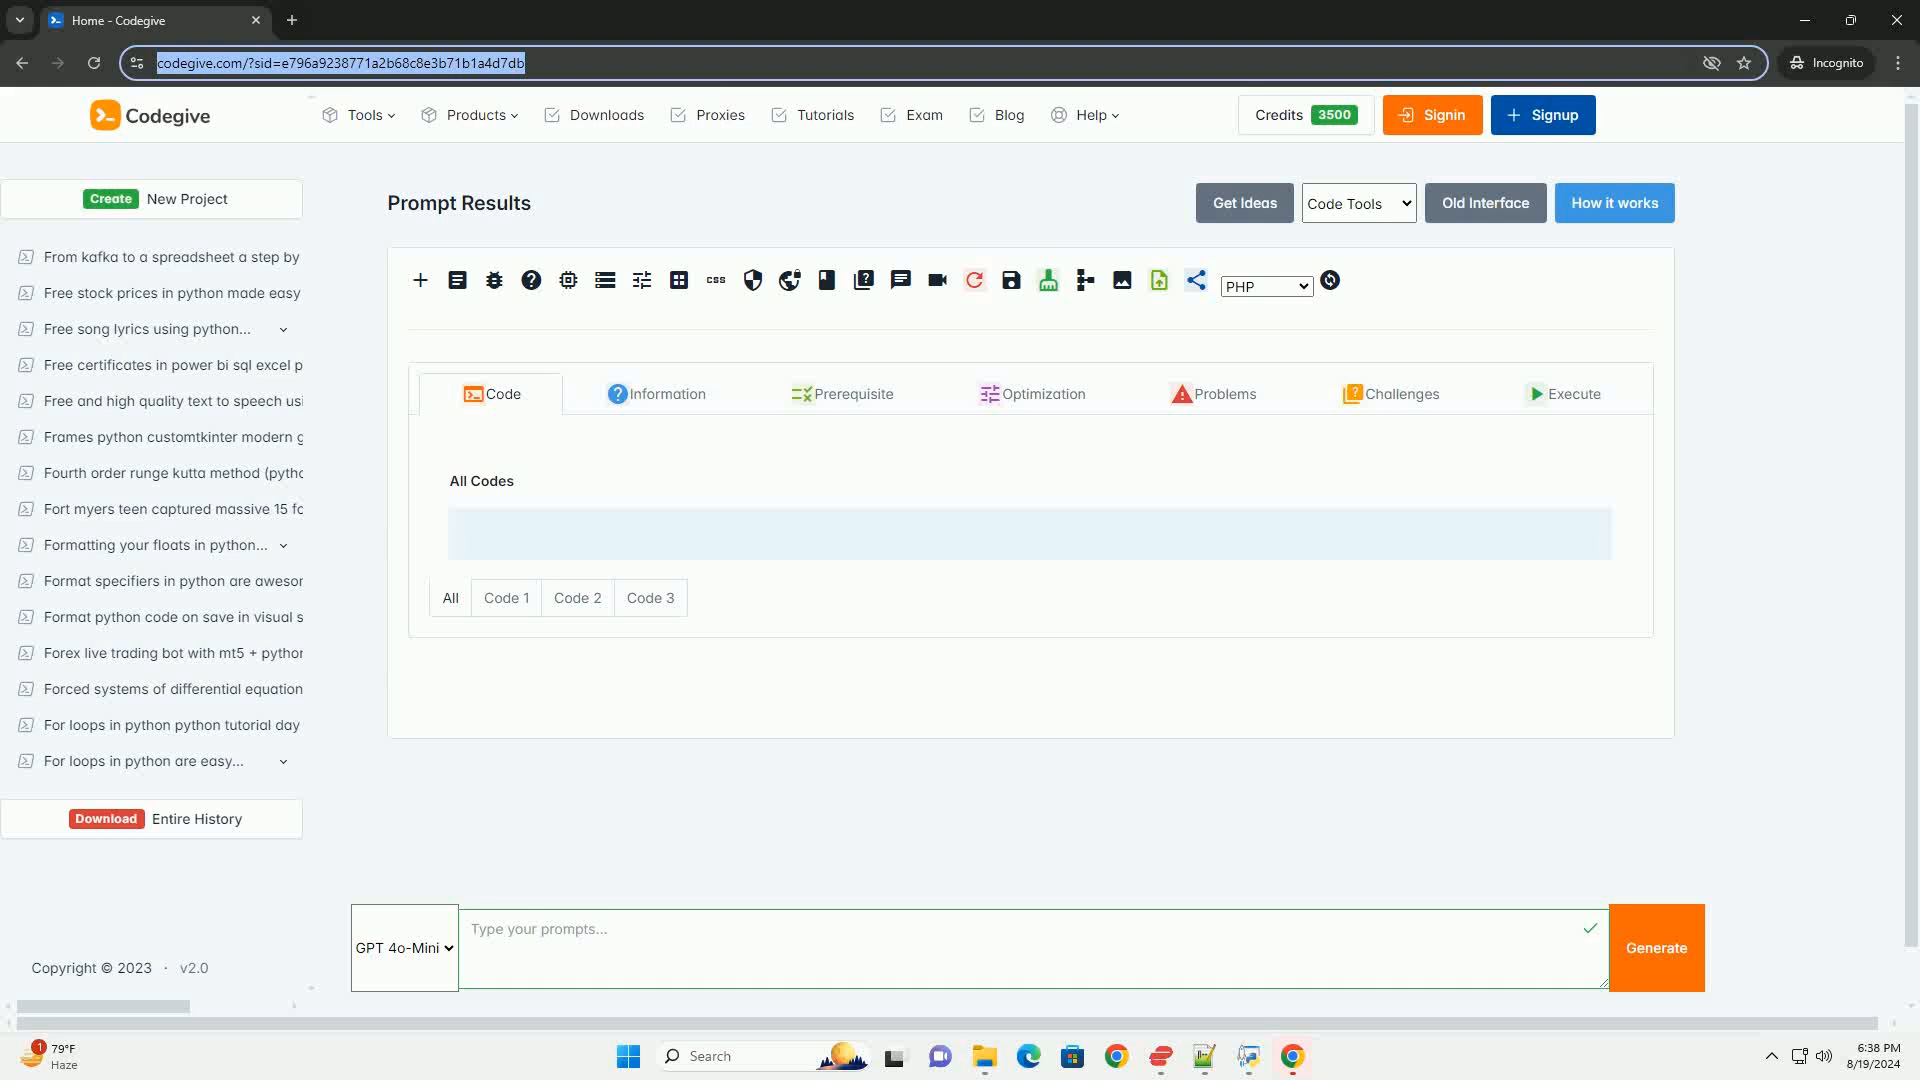 Home - Codegive
codegive.com/?sid=e796a9238771a2b68c8e3b71b1a4d7db
Incognito
Codegive
Tools
Products
Downloads
Proxies
Tutorials
Exam
Blog
Help
Credits 3500
Signin
Signup
Create New Project
From kafka to a spreadsheet a step by
Free stock prices in python made easy
Free song lyrics using python...
Free certificates in power bi sql excel p
Free and high quality text to speech usi
Frames python customtkinter modern g
Fourth order runge kutta method (pytho
Fort myers teen captured massive 15 fo
Formatting your floats in python...
Format specifiers in python are awesor
Format python code on save in visual s
Forex live trading bot with mt5 + python
Forced systems of differential equation
For loops in python python tutorial day
For loops in python are easy...
Download Entire History
Copyright © 2023 · v2.0
Prompt Results
Get Ideas
Code Tools
Old Interface
How it works
css
PHP
Code
Information
Prerequisite
Optimization
Problems
Challenges
Execute
All Codes
All
Code 1
Code 2
Code 3
GPT 4o-Mini
Type your prompts...
Generate
1
79°F
Haze
Search
6:38 PM
8/19/2024